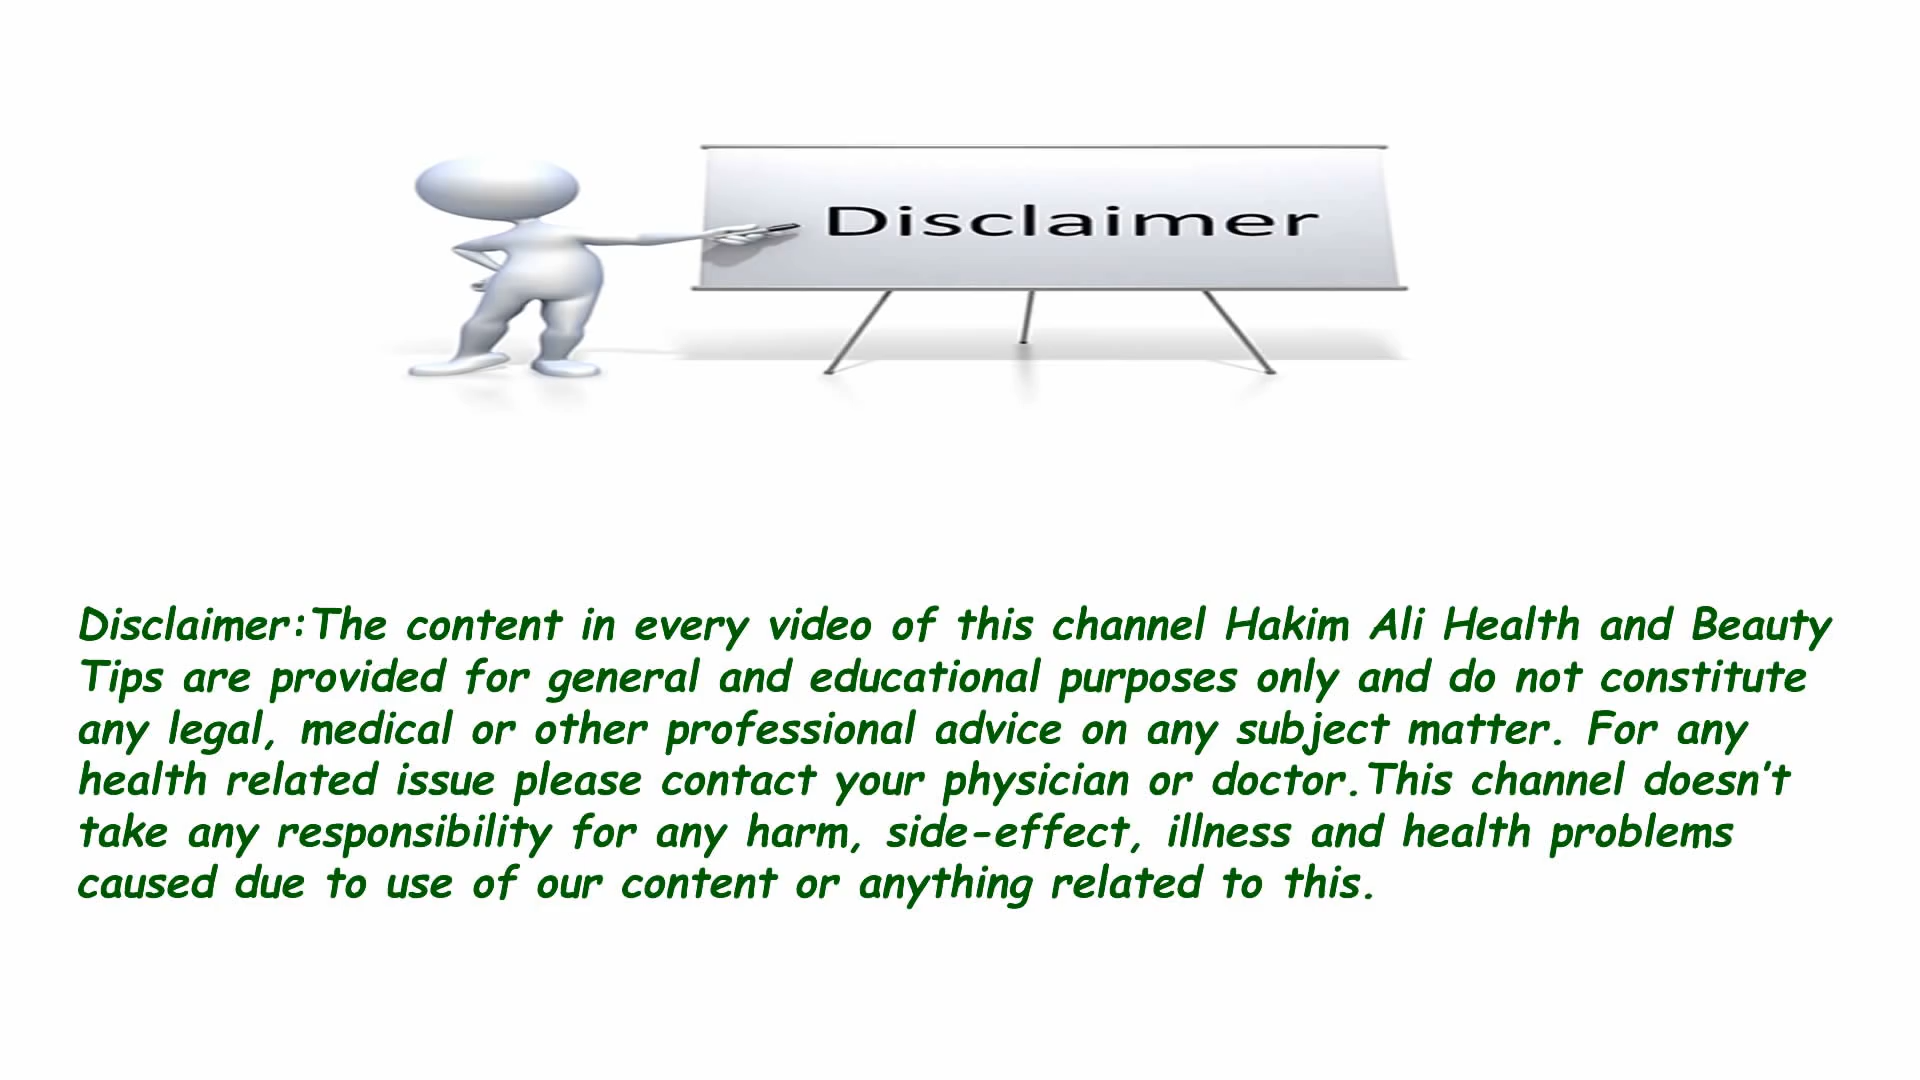 Disclaimer
Disclaimer:The content in every video of this channel Hakim Ali Health and Beauty
Tips are provided for general and educational purposes only and do not constitute
any legal, medical or other professional advice on any subject matter. For any
health related issue please contact your physician or doctor.This channel doesn't
take any responsibility for any harm, side-effect, illness and health problems
caused due to use of our content or anything related to this.